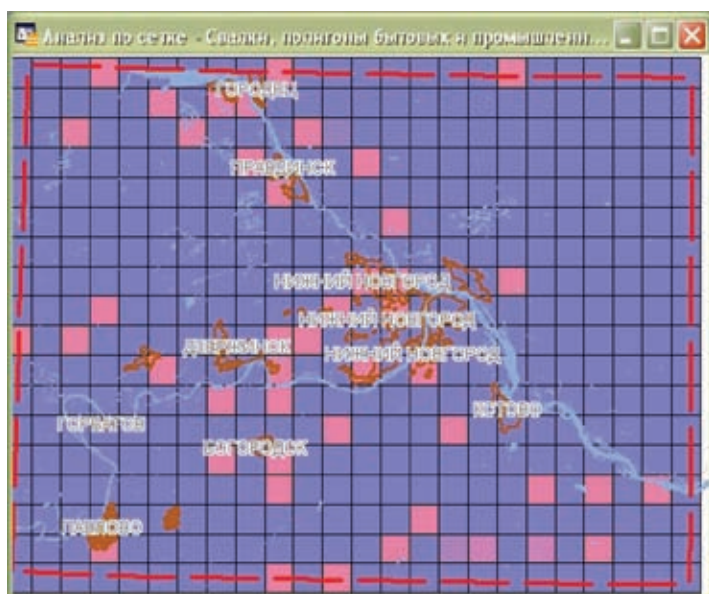 Анализ по сетке - Свалки, полигоны бытовых и промышленн...
ГОРОДЕЦ
ПРАВДИНСК
НИЖНИЙ НОВГОРОД
НИЖНИЙ НОВГОРОД
ДЗЕРЖИНСК
НИЖНИЙ НОВГОРОД
КСТОВО
ГОРБАТОВ
БОГОРОДСК
ПАВЛОВО